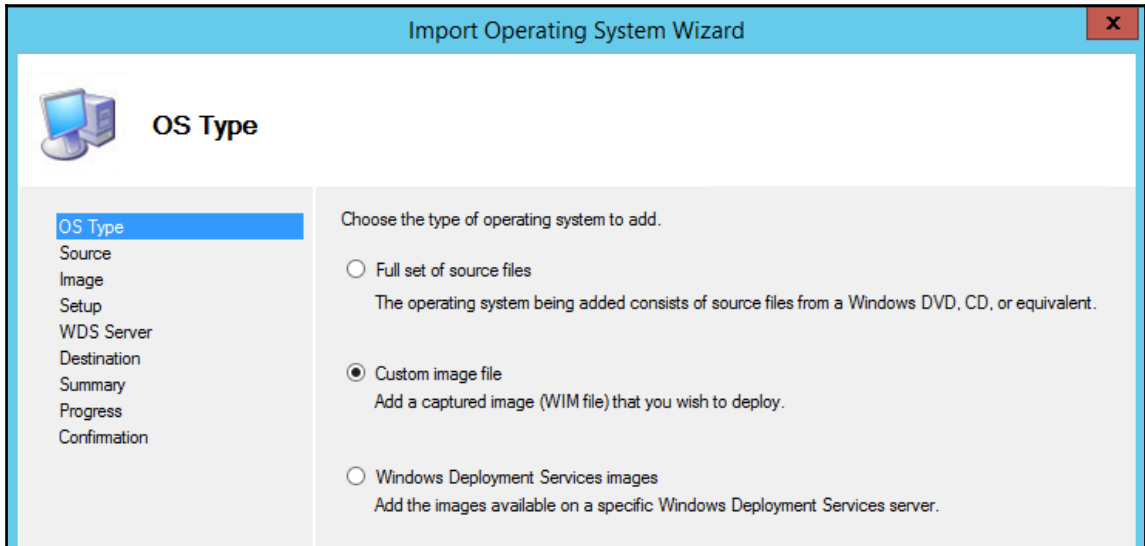 Import Operating System Wizard
x
OS Type
OS Type
Source
Image
Setup
WDS Server
Destination
Summary
Progress
Confirmation
Choose the type of operating system to add.
Full set of source files
The operating system being added consists of source files from a Windows DVD, CD, or equivalent.
Custom image file
Add a captured image (WIM file) that you wish to deploy.
Windows Deployment Services images
Add the images available on a specific Windows Deployment Services server.